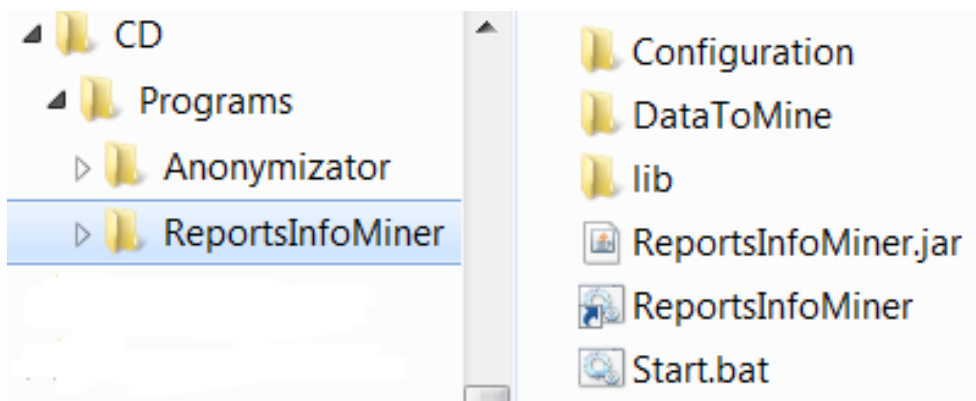 CD
Programs
Anonymizator
ReportsInfoMiner
Configuration
DataToMine
lib
ReportsInfoMiner.jar
ReportsInfoMiner
Start.bat